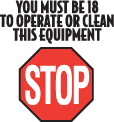 YOU MUST BE 18
TO OPERATE OR CLEAN
THIS EQUIPMENT
STOP